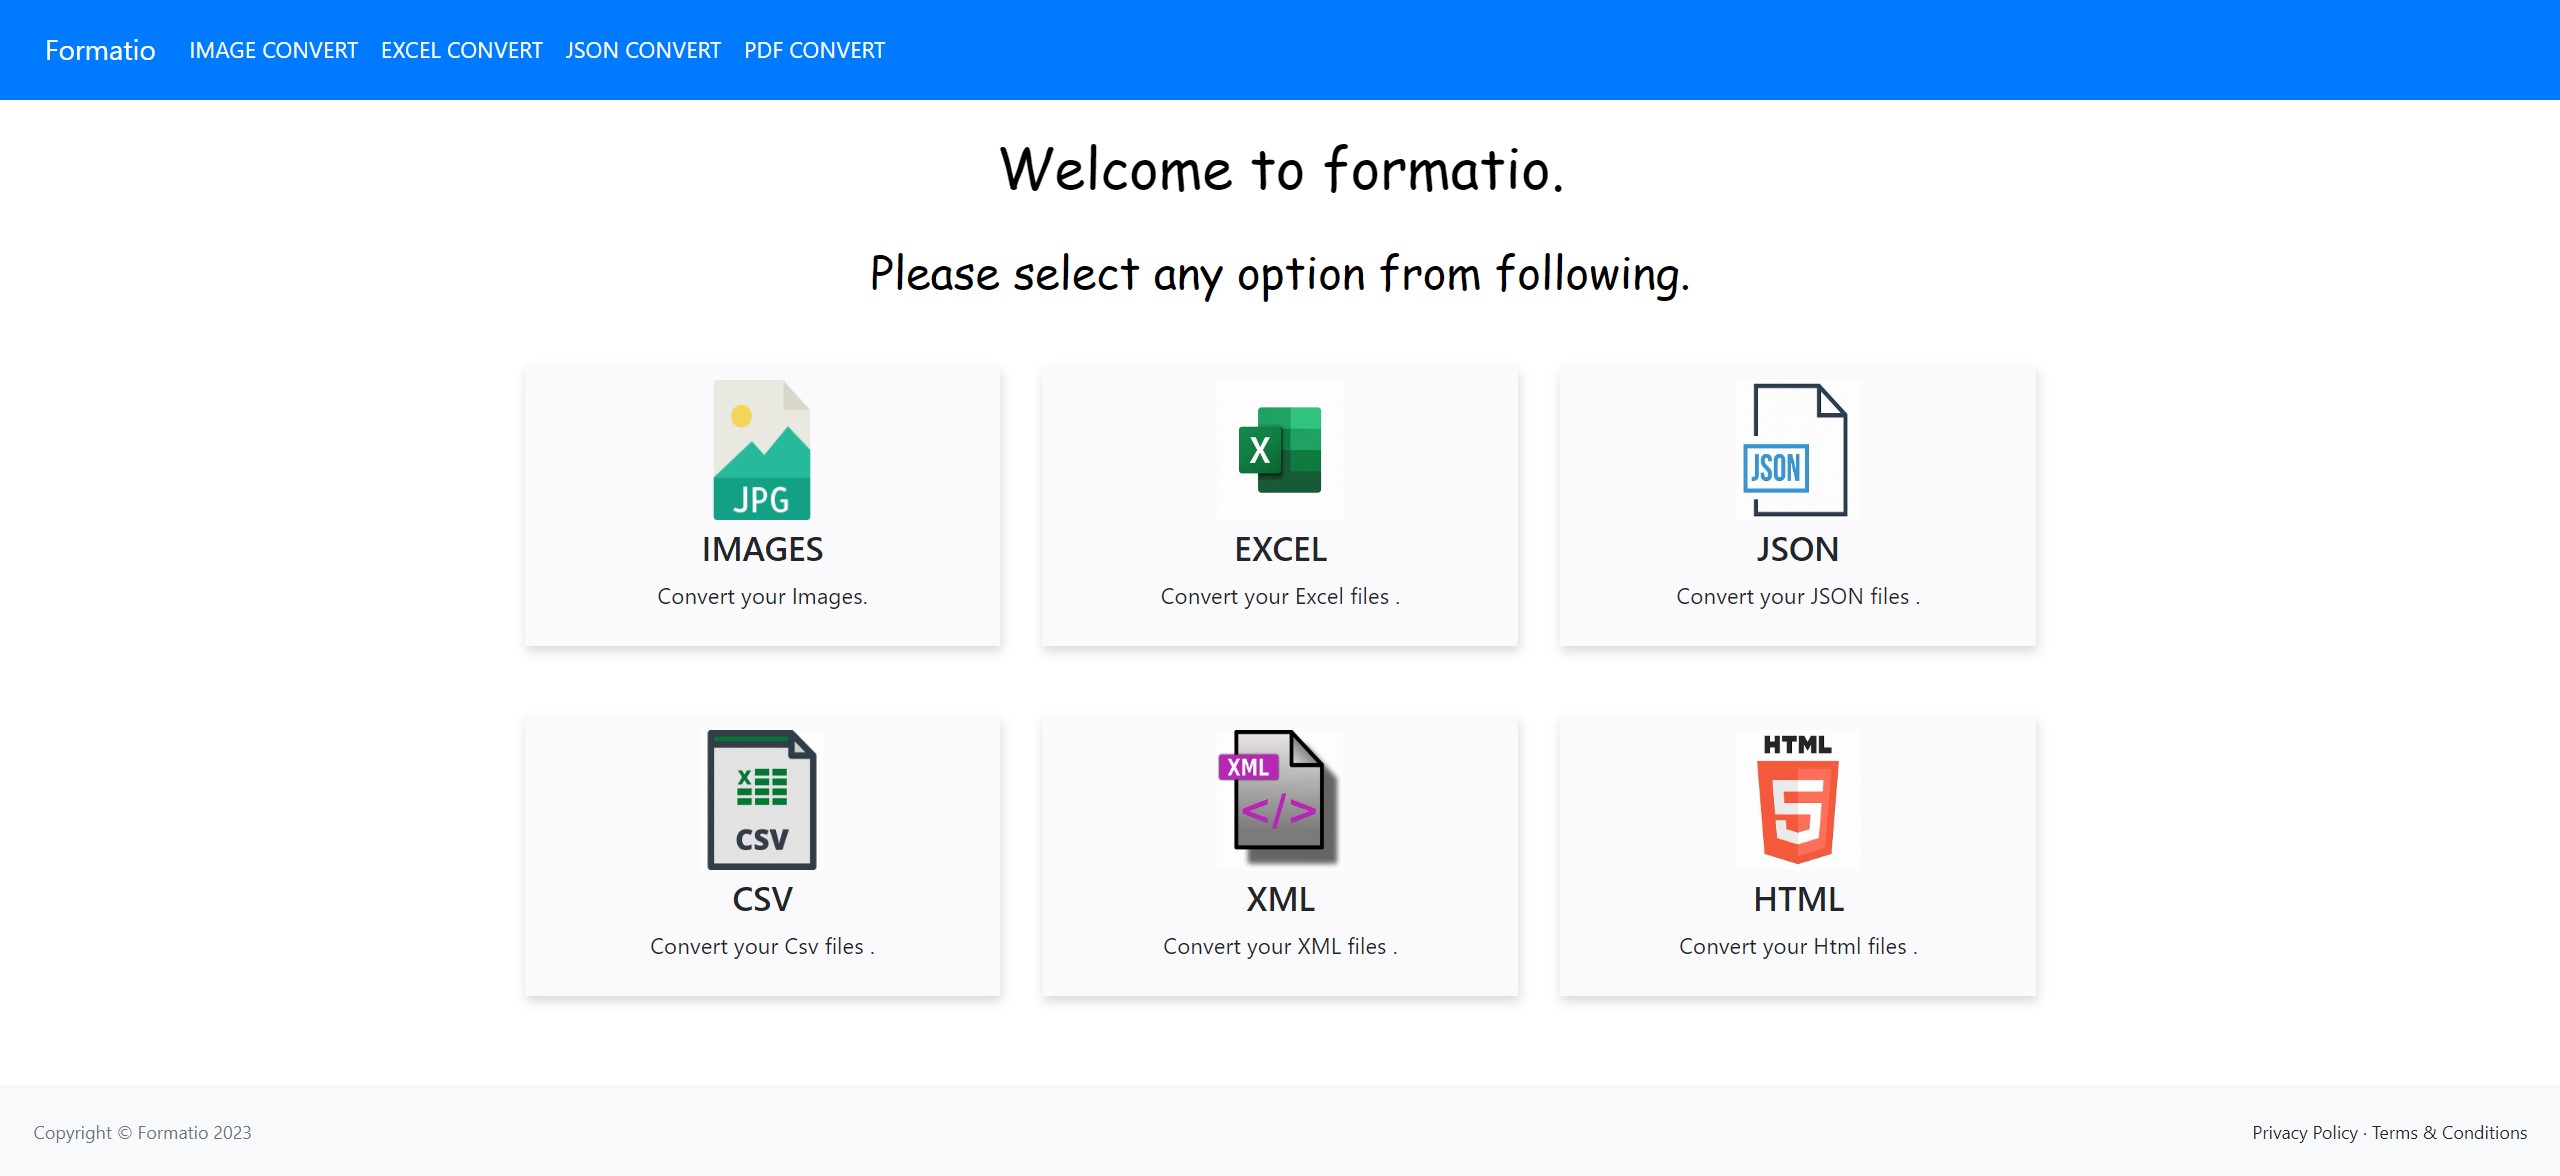 Formatio IMAGE CONVERT EXCEL CONVERT JSON CONVERT PDF CONVERT
Welcome to formatio.
Please select any option from following.
JPG
IMAGES
Convert your Images.
X
EXCEL
Convert your Excel files .
JSON
JSON
Convert your JSON files .
X
CSV
CSV
Convert your Csv files .
XML
</>
XML
Convert your XML files .
HTML
5
HTML
Convert your Html files .
Copyright © Formatio 2023
Privacy Policy · Terms & Conditions